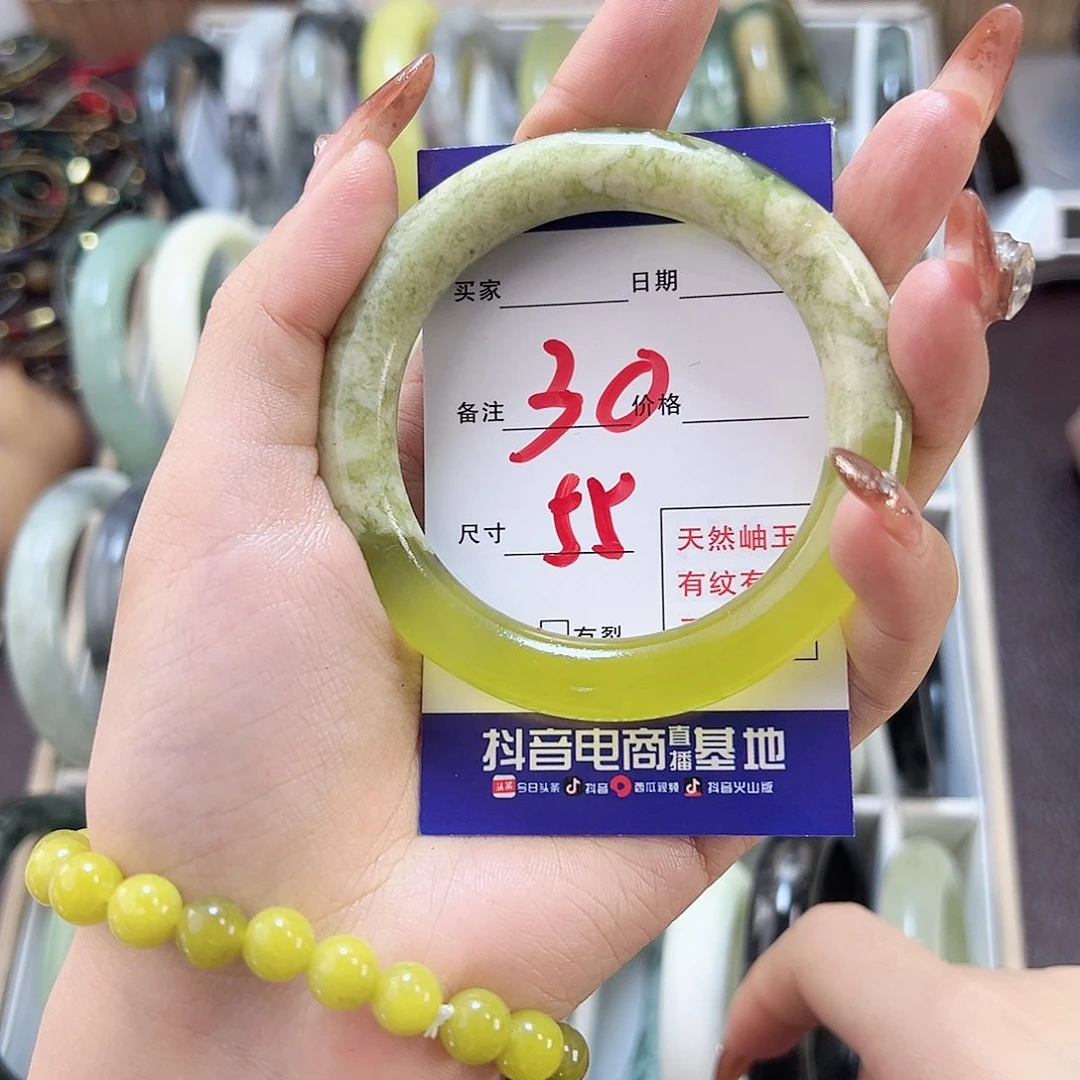 买家 日期
30
备注 价格
尺寸 55
天然岫玉
有纹有
有裂
抖音电商直播基地
头条 今日头条 抖音 西瓜视频 抖音火山版